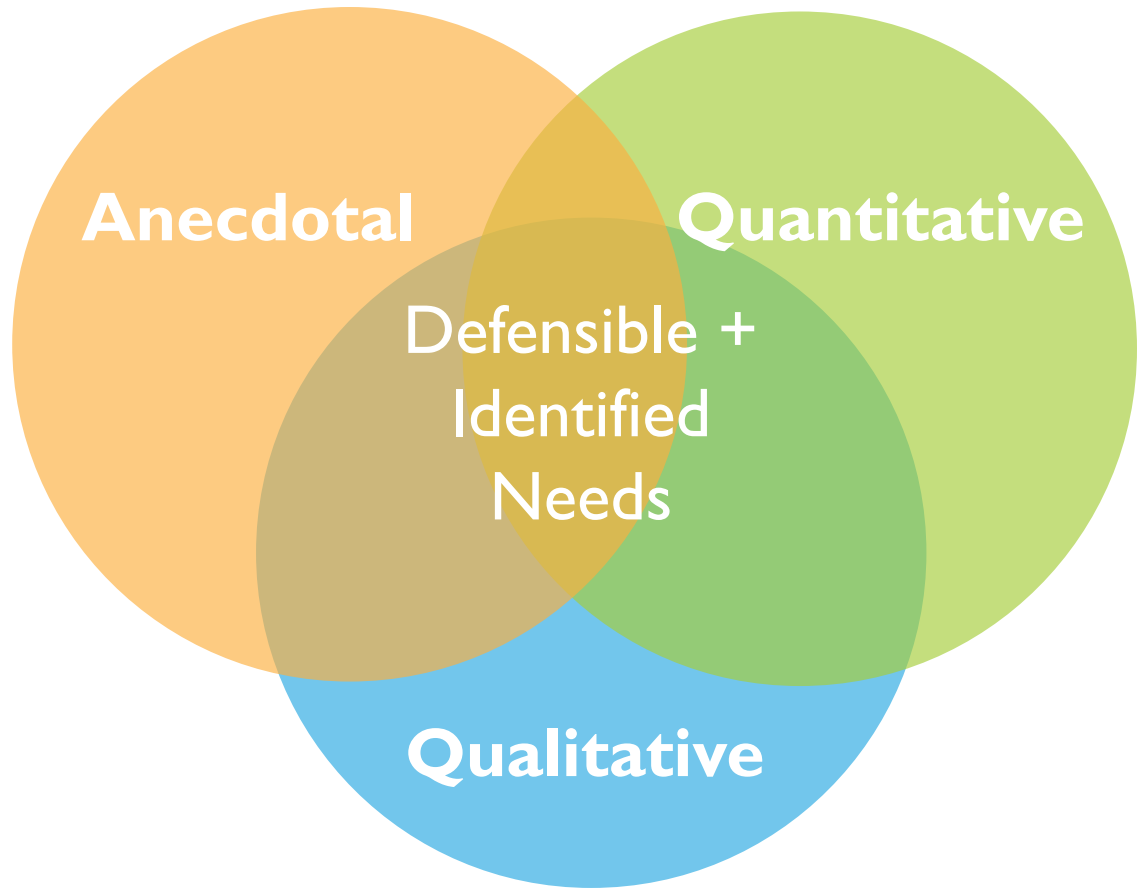 Anecdotal
Quantitative
Defensible +
Identified
Needs
Qualitative